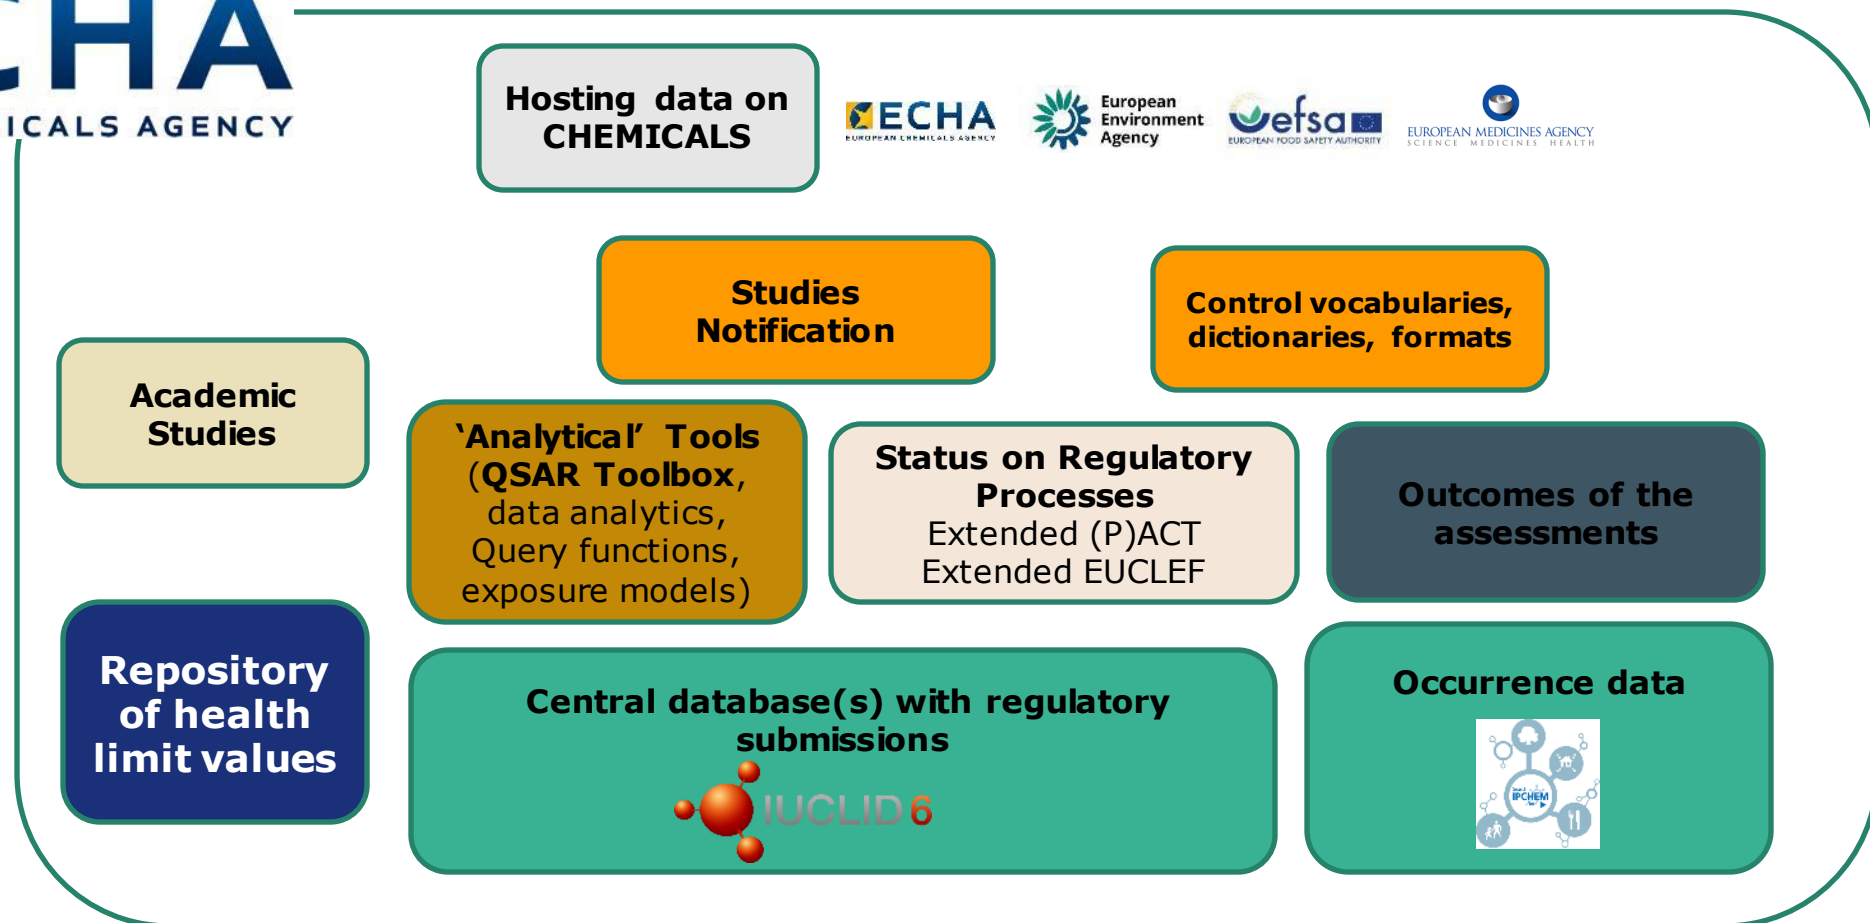 CHA
ICALS AGENCY
Hosting data on
CHEMICALS
ECHA
EUROPEAN CHEMICALS AGENCY
European
Environment
Agency
efsa
EUROPEAN FOOD SAFETY AUTHORITY
EUROPEAN MEDICINES AGENCY
SCIENCE MEDICINES HEALTH
Studies
Notification
Control vocabularies,
dictionaries, formats
Academic
Studies
‘Analytical’ Tools
(QSAR Toolbox,
data analytics,
Query functions,
exposure models)
Status on Regulatory
Processes
Extended (P)ACT
Extended EUCLEF
Outcomes of the
assessments
Repository
of health
limit values
Central database(s) with regulatory
submissions
IUCLID 6
Occurrence data
IPCHEM